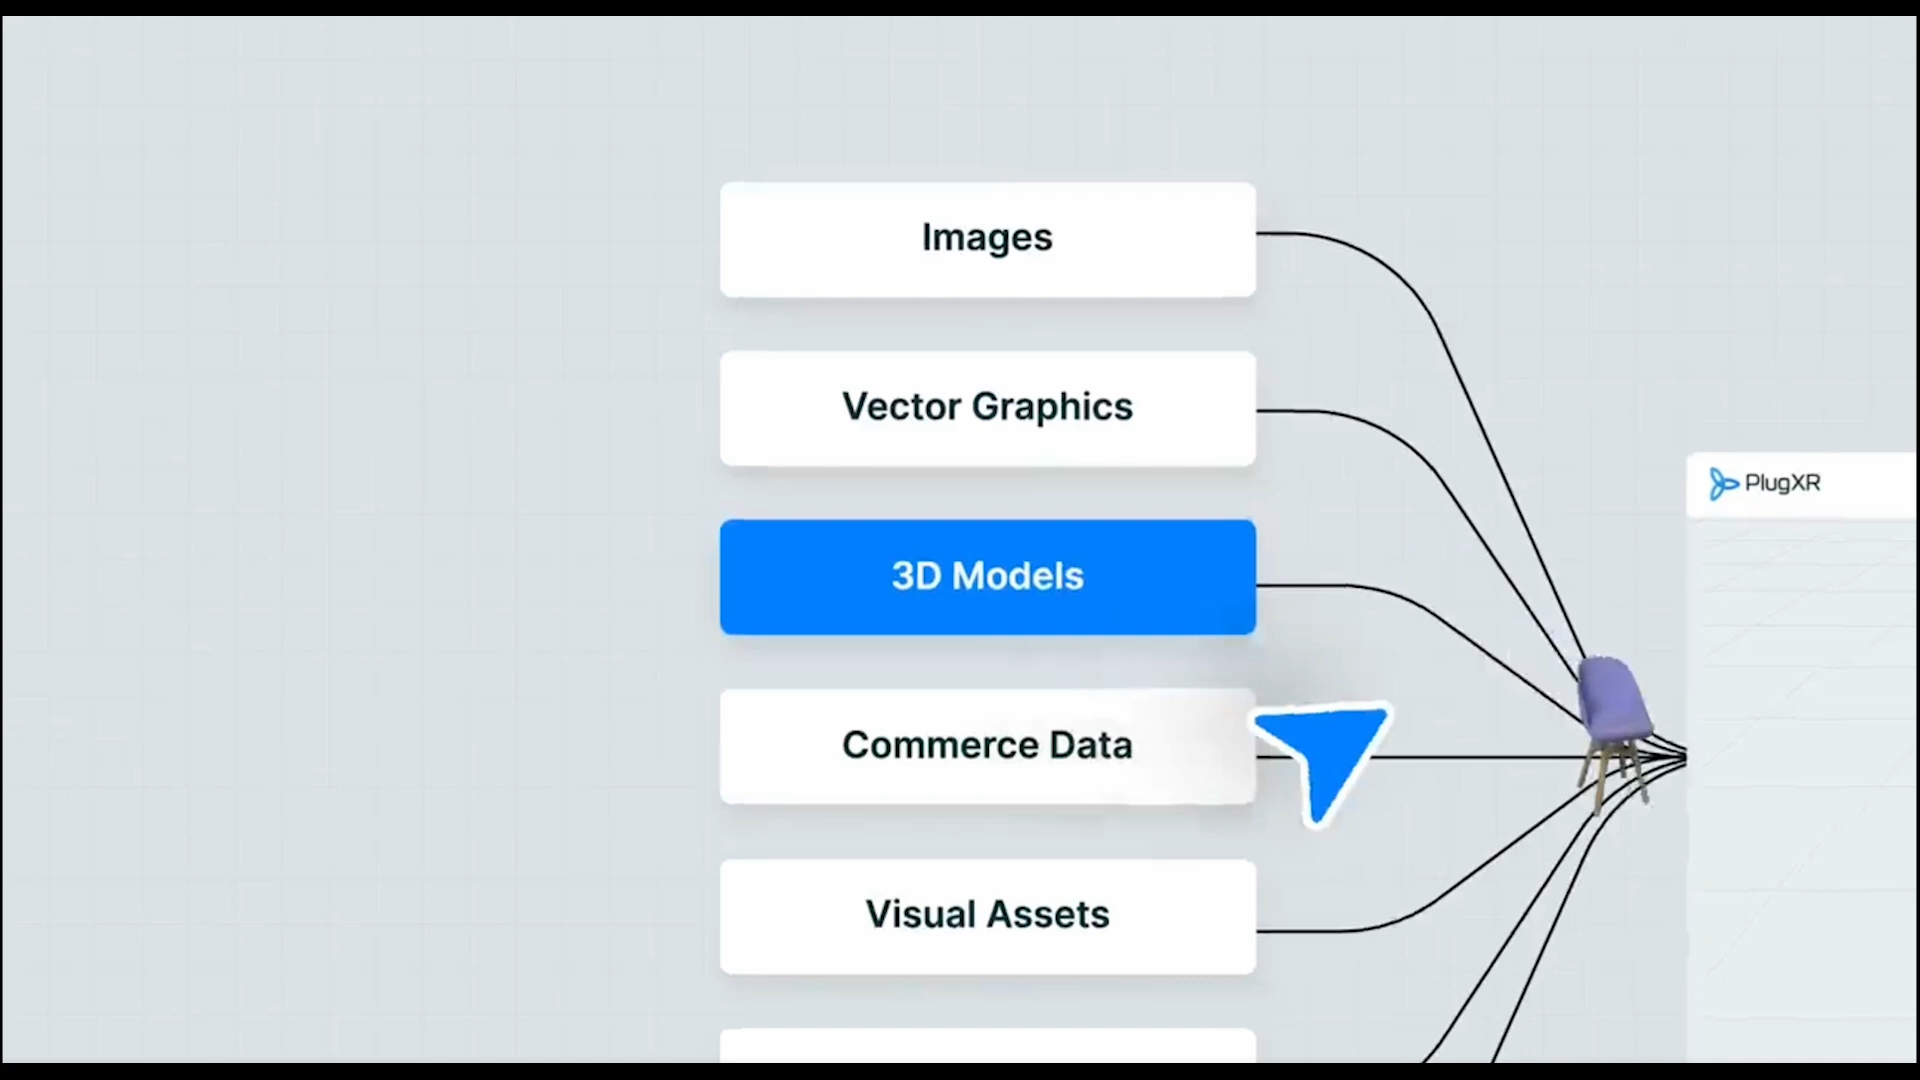 Images
Vector Graphics
3D Models
PlugXR
Commerce Data
Visual Assets